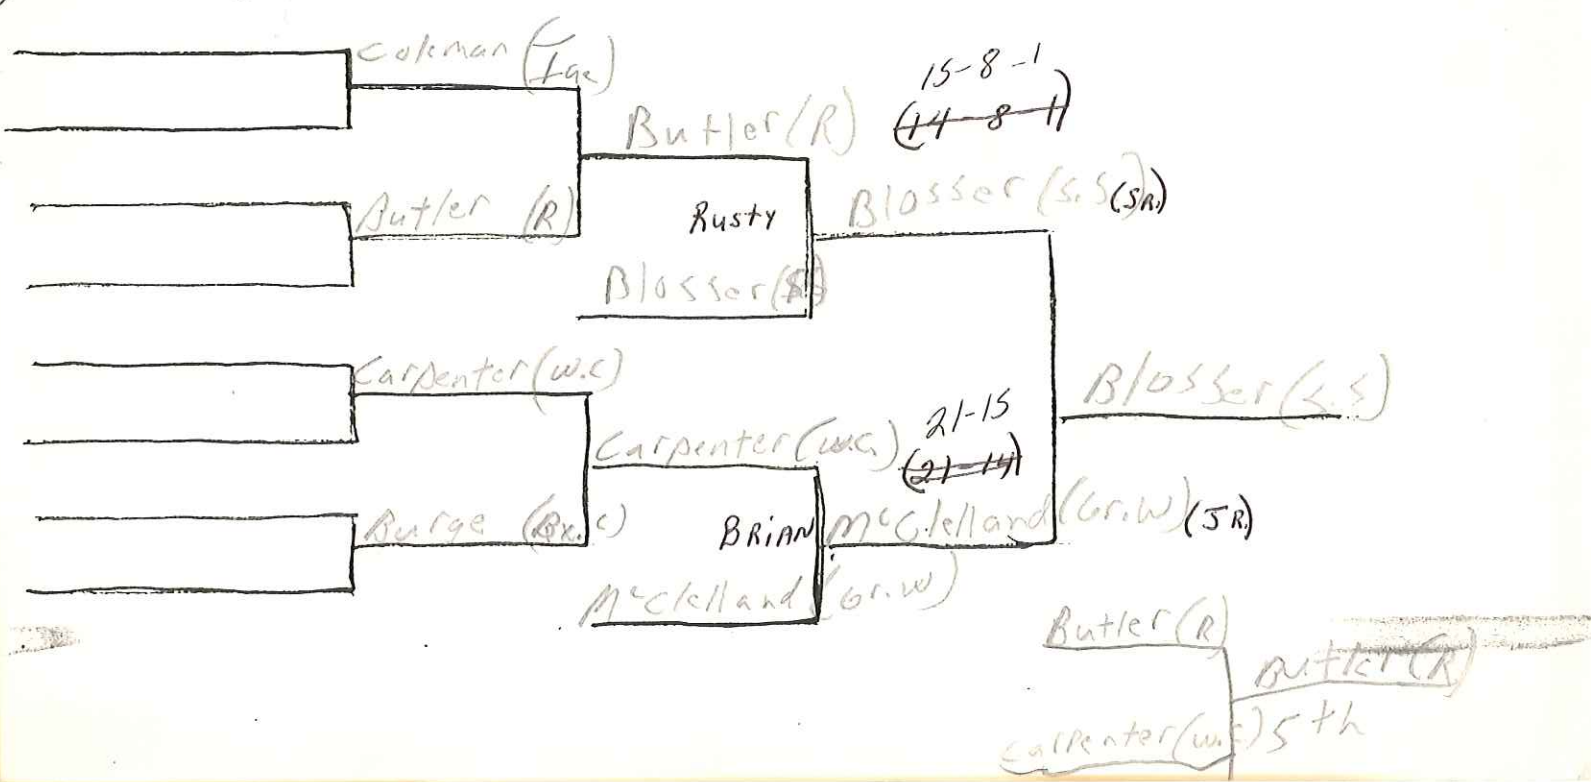 Coleman (
15-8-1
(14-8-1)
Butler (R)
Blosser (S.S) (SR.)
Butler (R)
Rusty
Blosser (
Carpenter (W.C)
Blosser (S.S)
21-15
Carpenter (W.C.)
(21-14)
McClelland (Gr.W) (JR.)
Burge (
BRIAN
McClelland (Gr.W)
Butler (R)
Butler (R)
Carpenter (W.C) 5th